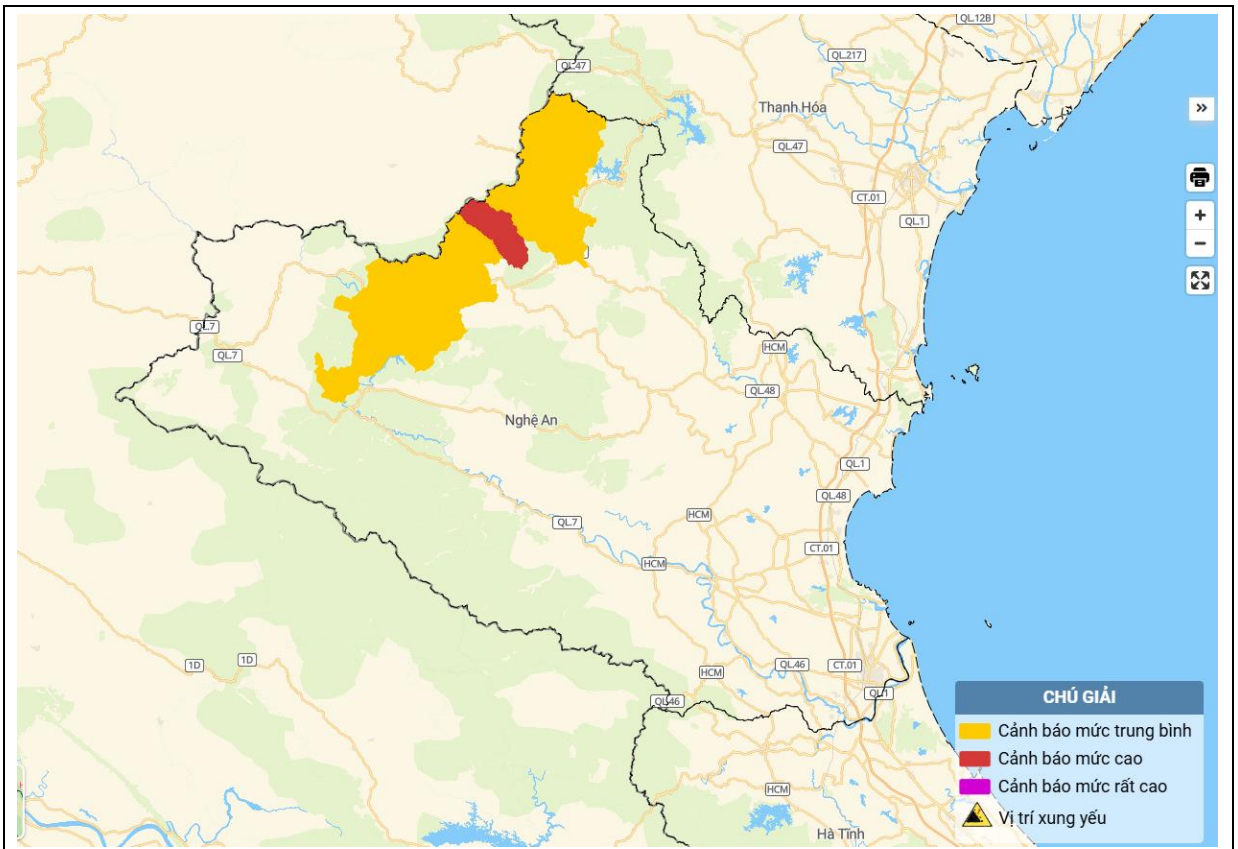 QL.12B
QL.47
QL.217
Thanh Hóa
»
QL.47
CT.01
QL.1
+
−
QL.7
QL.7
HCM
QL.48
Nghệ An
QL.1
QL.48
HCM
QL.7
CT.01
HCM
1D
1D
HCM
QL.46
CT.01
QL.46
QL.1
CHÚ GIẢI
Cảnh báo mức trung bình
Cảnh báo mức cao
Cảnh báo mức rất cao
Vị trí xung yếu
HCM
Hà Tĩnh